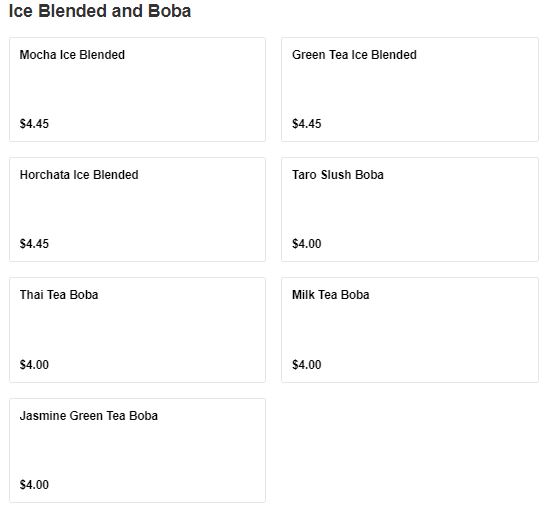 Ice Blended and Boba
Mocha Ice Blended
$4.45
Green Tea Ice Blended
$4.45
Horchata Ice Blended
$4.45
Taro Slush Boba
$4.00
Thai Tea Boba
$4.00
Milk Tea Boba
$4.00
Jasmine Green Tea Boba
$4.00